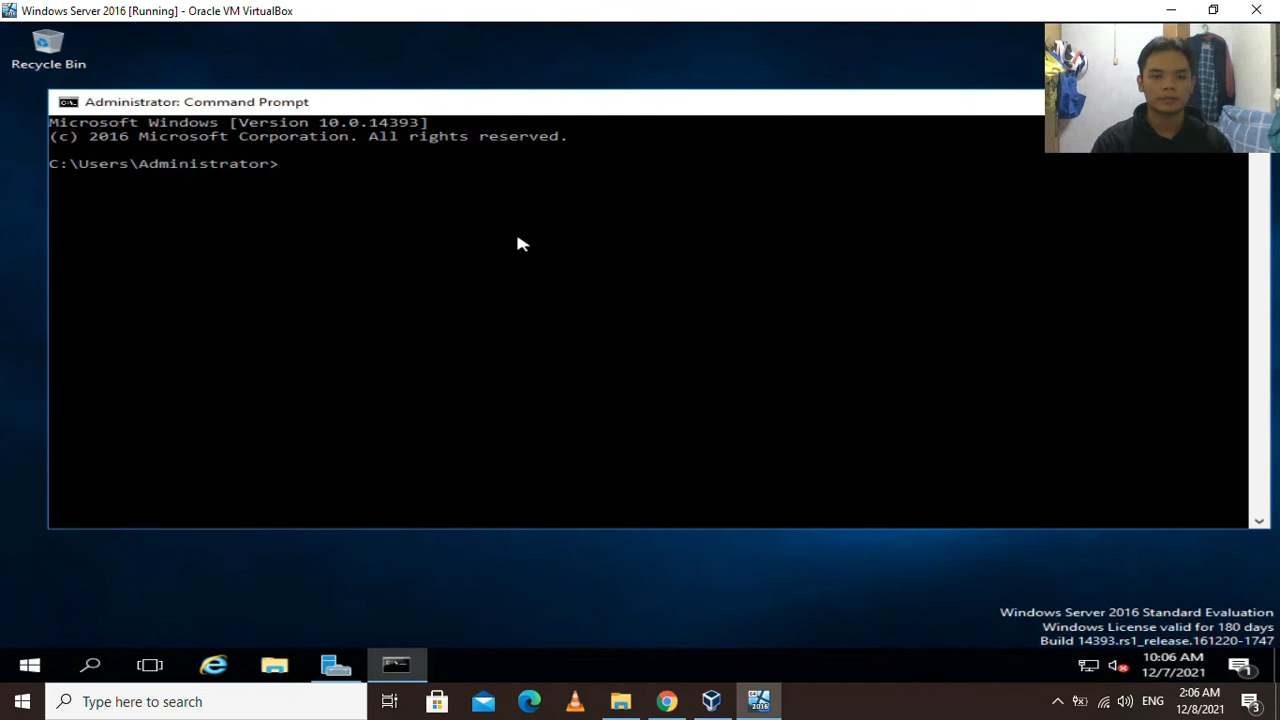 Windows Server 2016 [Running] - Oracle VM VirtualBox
Recycle Bin
Administrator: Command Prompt
Microsoft Windows [Version 10.0.14393]
(c) 2016 Microsoft Corporation. All rights reserved.
C:\Users\Administrator>
Windows Server 2016 Standard Evaluation
Windows License valid for 180 days
Build 14393.rs1_release.161220-1747
10:06 AM
12/7/2021
1
Type here to search
2016
ENG
2:06 AM
12/8/2021
3